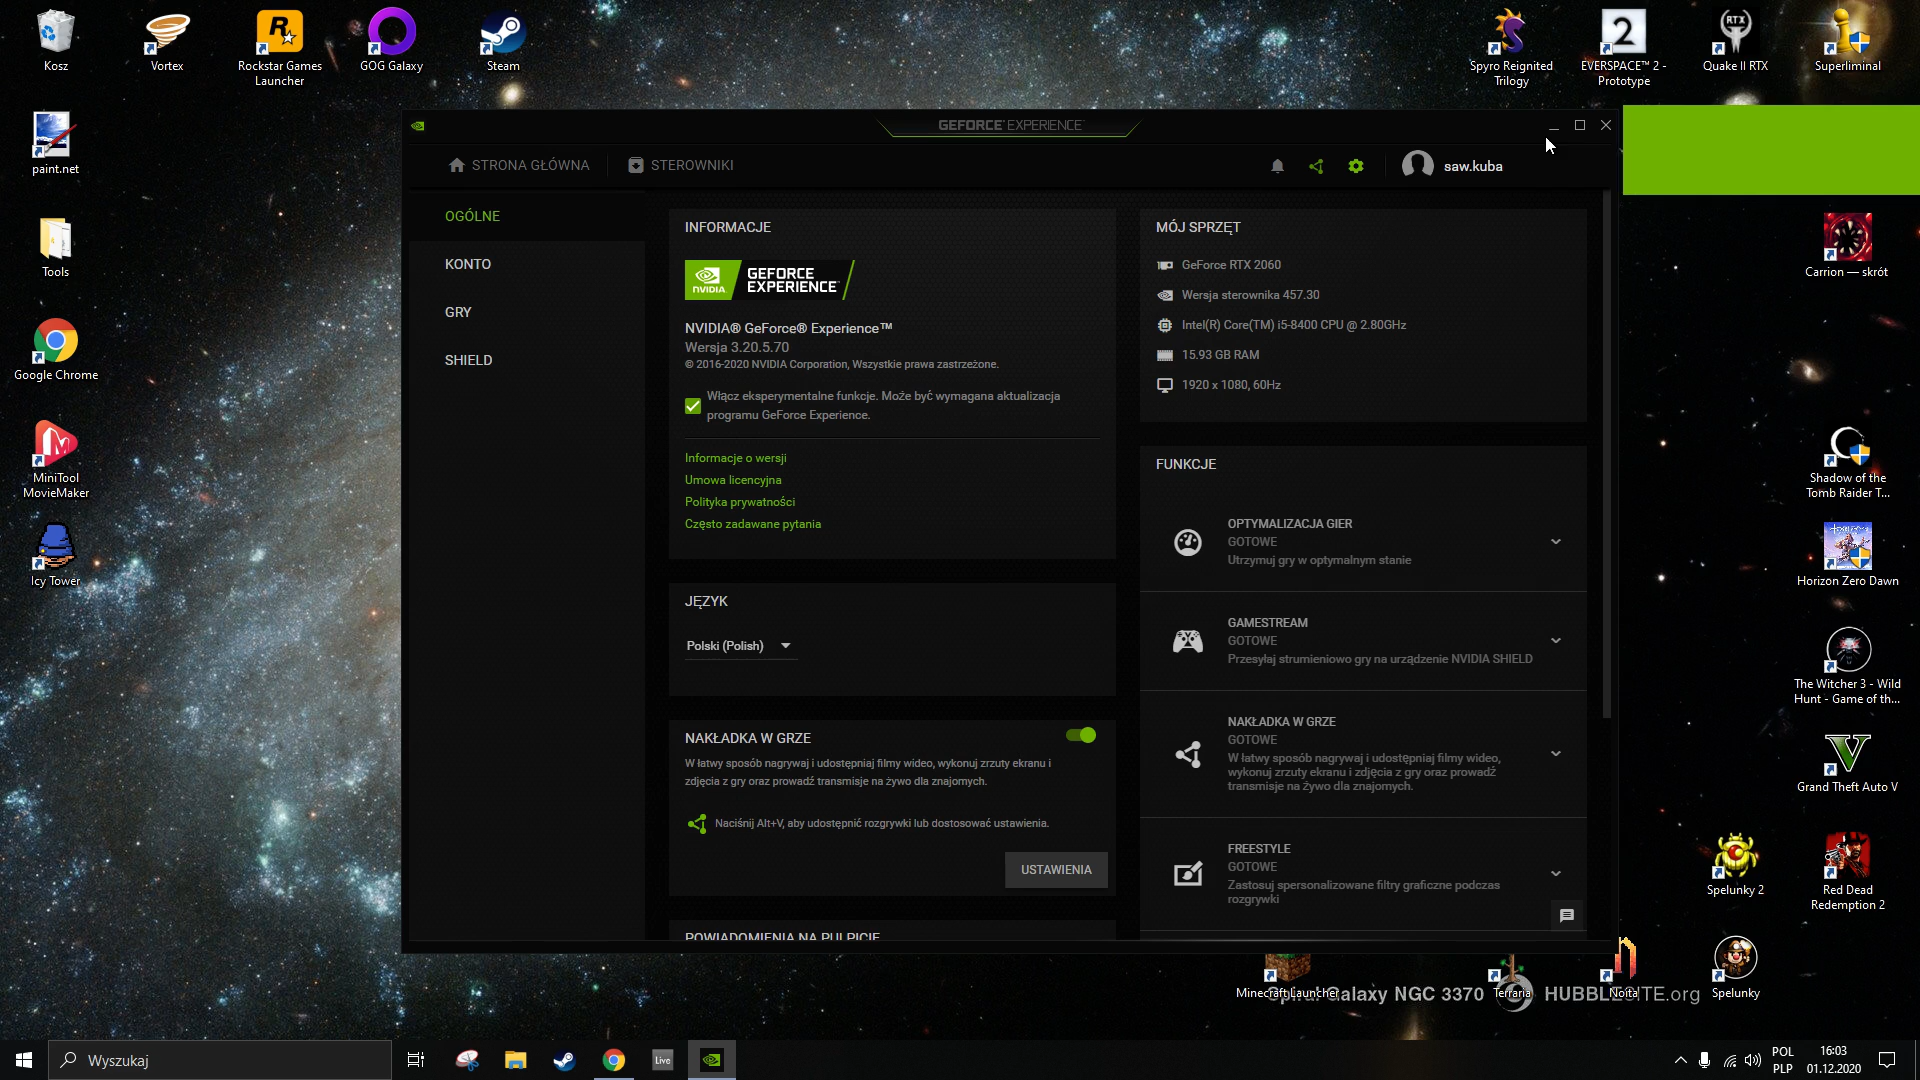 Kosz
Vortex
Rockstar Games
Launcher
GOG Galaxy
Steam
Spyro Reignited
Trilogy
EVERSPACE™ 2 -
Prototype
RTX
Quake II RTX
Superliminal
paint.net
Tools
Google Chrome
MiniTool
MovieMaker
Icy Tower
GEFORCE EXPERIENCE
STRONA GŁÓWNA
STEROWNIKI
saw.kuba
OGÓLNE
KONTO
GRY
SHIELD
INFORMACJE
NVIDIA
GEFORCE
EXPERIENCE
NVIDIA® GeForce® Experience™
Wersja 3.20.5.70
© 2016-2020 NVIDIA Corporation, Wszystkie prawa zastrzeżone.
Włącz eksperymentalne funkcje. Może być wymagana aktualizacja
programu GeForce Experience.
Informacje o wersji
Umowa licencyjna
Polityka prywatności
Często zadawane pytania
JĘZYK
Polski (Polish)
NAKŁADKA W GRZE
W łatwy sposób nagrywaj i udostępniaj filmy wideo, wykonuj zrzuty ekranu i
zdjęcia z gry oraz prowadź transmisje na żywo dla znajomych.
Naciśnij Alt+V, aby udostępnić rozgrywki lub dostosować ustawienia.
USTAWIENIA
POWIADOMIENIA NA PULPICIE
MÓJ SPRZĘT
GeForce RTX 2060
Wersja sterownika 457.30
Intel(R) Core(TM) i5-8400 CPU @ 2.80GHz
15.93 GB RAM
1920 x 1080, 60Hz
FUNKCJE
OPTYMALIZACJA GIER
GOTOWE
Utrzymuj gry w optymalnym stanie
GAMESTREAM
GOTOWE
Przesyłaj strumieniowo gry na urządzenie NVIDIA SHIELD
NAKŁADKA W GRZE
GOTOWE
W łatwy sposób nagrywaj i udostępniaj filmy wideo,
wykonuj zrzuty ekranu i zdjęcia z gry oraz prowadź
transmisje na żywo dla znajomych.
FREESTYLE
GOTOWE
Zastosuj spersonalizowane filtry graficzne podczas
rozgrywki
Carrion — skrót
Shadow of the
Tomb Raider T...
Horizon Zero Dawn
The Witcher 3 - Wild
Hunt - Game of th...
Grand Theft Auto V
Spelunky 2
Red Dead
Redemption 2
Minecraft Launcher
Terraria
Noita
Spelunky
Spiral Galaxy NGC 3370
HUBBLESITE.org
Wyszukaj
Live
POL
PLP
16:03
01.12.2020